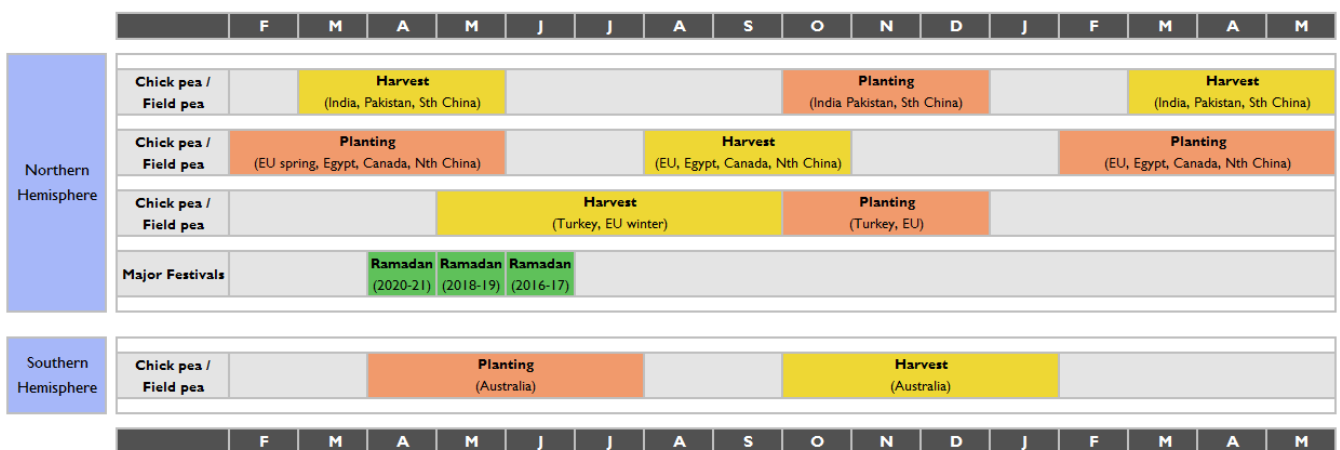 F M A M J J A S O N D J F M A M
Chick pea / Harvest Planting Harvest
Field pea (India, Pakistan, Sth China) (India Pakistan, Sth China) (India, Pakistan, Sth China)
Chick pea / Planting Harvest Planting
Field pea (EU spring, Egypt, Canada, Nth China) (EU, Egypt, Canada, Nth China) (EU, Egypt, Canada, Nth China)
Northern
Hemisphere
Chick pea / Harvest Planting
Field pea (Turkey, EU winter) (Turkey, EU)
Major Festivals
Ramadan Ramadan Ramadan
(2020-21) (2018-19) (2016-17)
Southern
Hemisphere
Chick pea / Planting Harvest
Field pea (Australia) (Australia)
F M A M J J A S O N D J F M A M